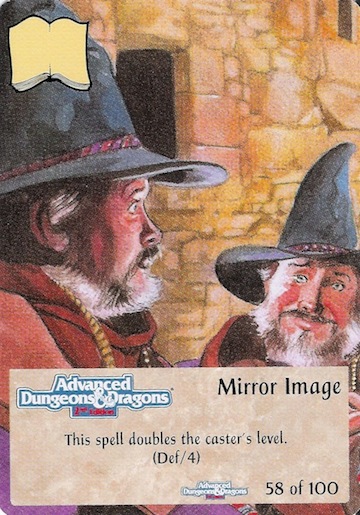 Advanced
Dungeons & Dragons
2nd Edition
Mirror Image
This spell doubles the caster's level.
(Def/4)
Advanced
Dungeons & Dragons
58 of 100